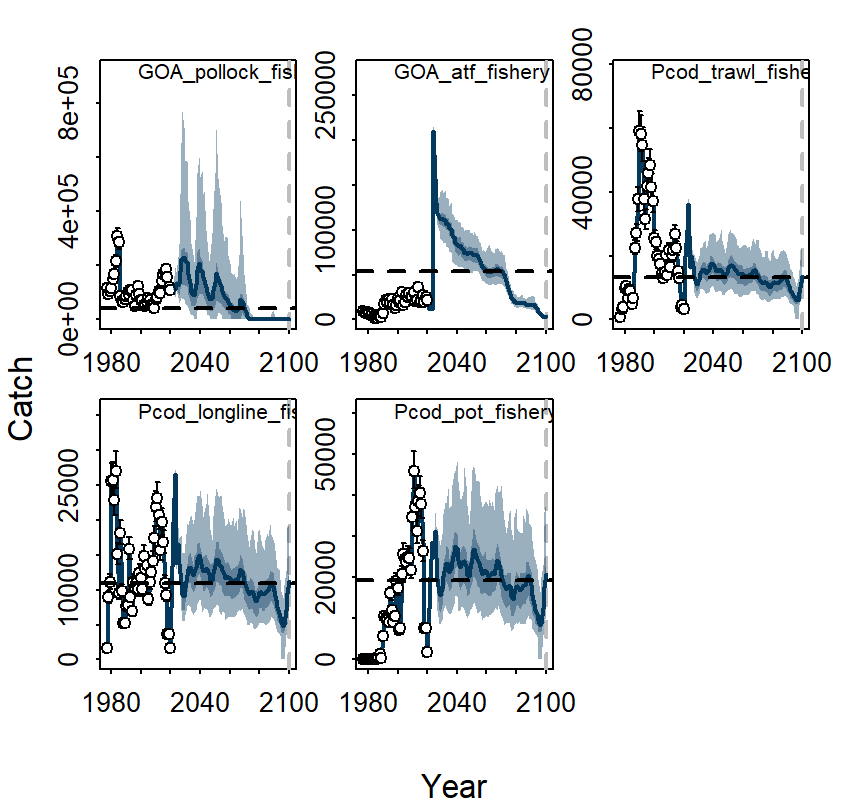 GOA_pollock_fis
GOA_atf_fishery
Pcod_trawl_fishe
0e+00 4e+05 8e+05
0 100000 250000
0 40000 80000
1980 2040 2100
1980 2040 2100
1980 2040 2100
Catch
Pcod_longline_fis
Pcod_pot_fishery
0 10000 25000
0 20000 50000
1980 2040 2100
1980 2040 2100
Year